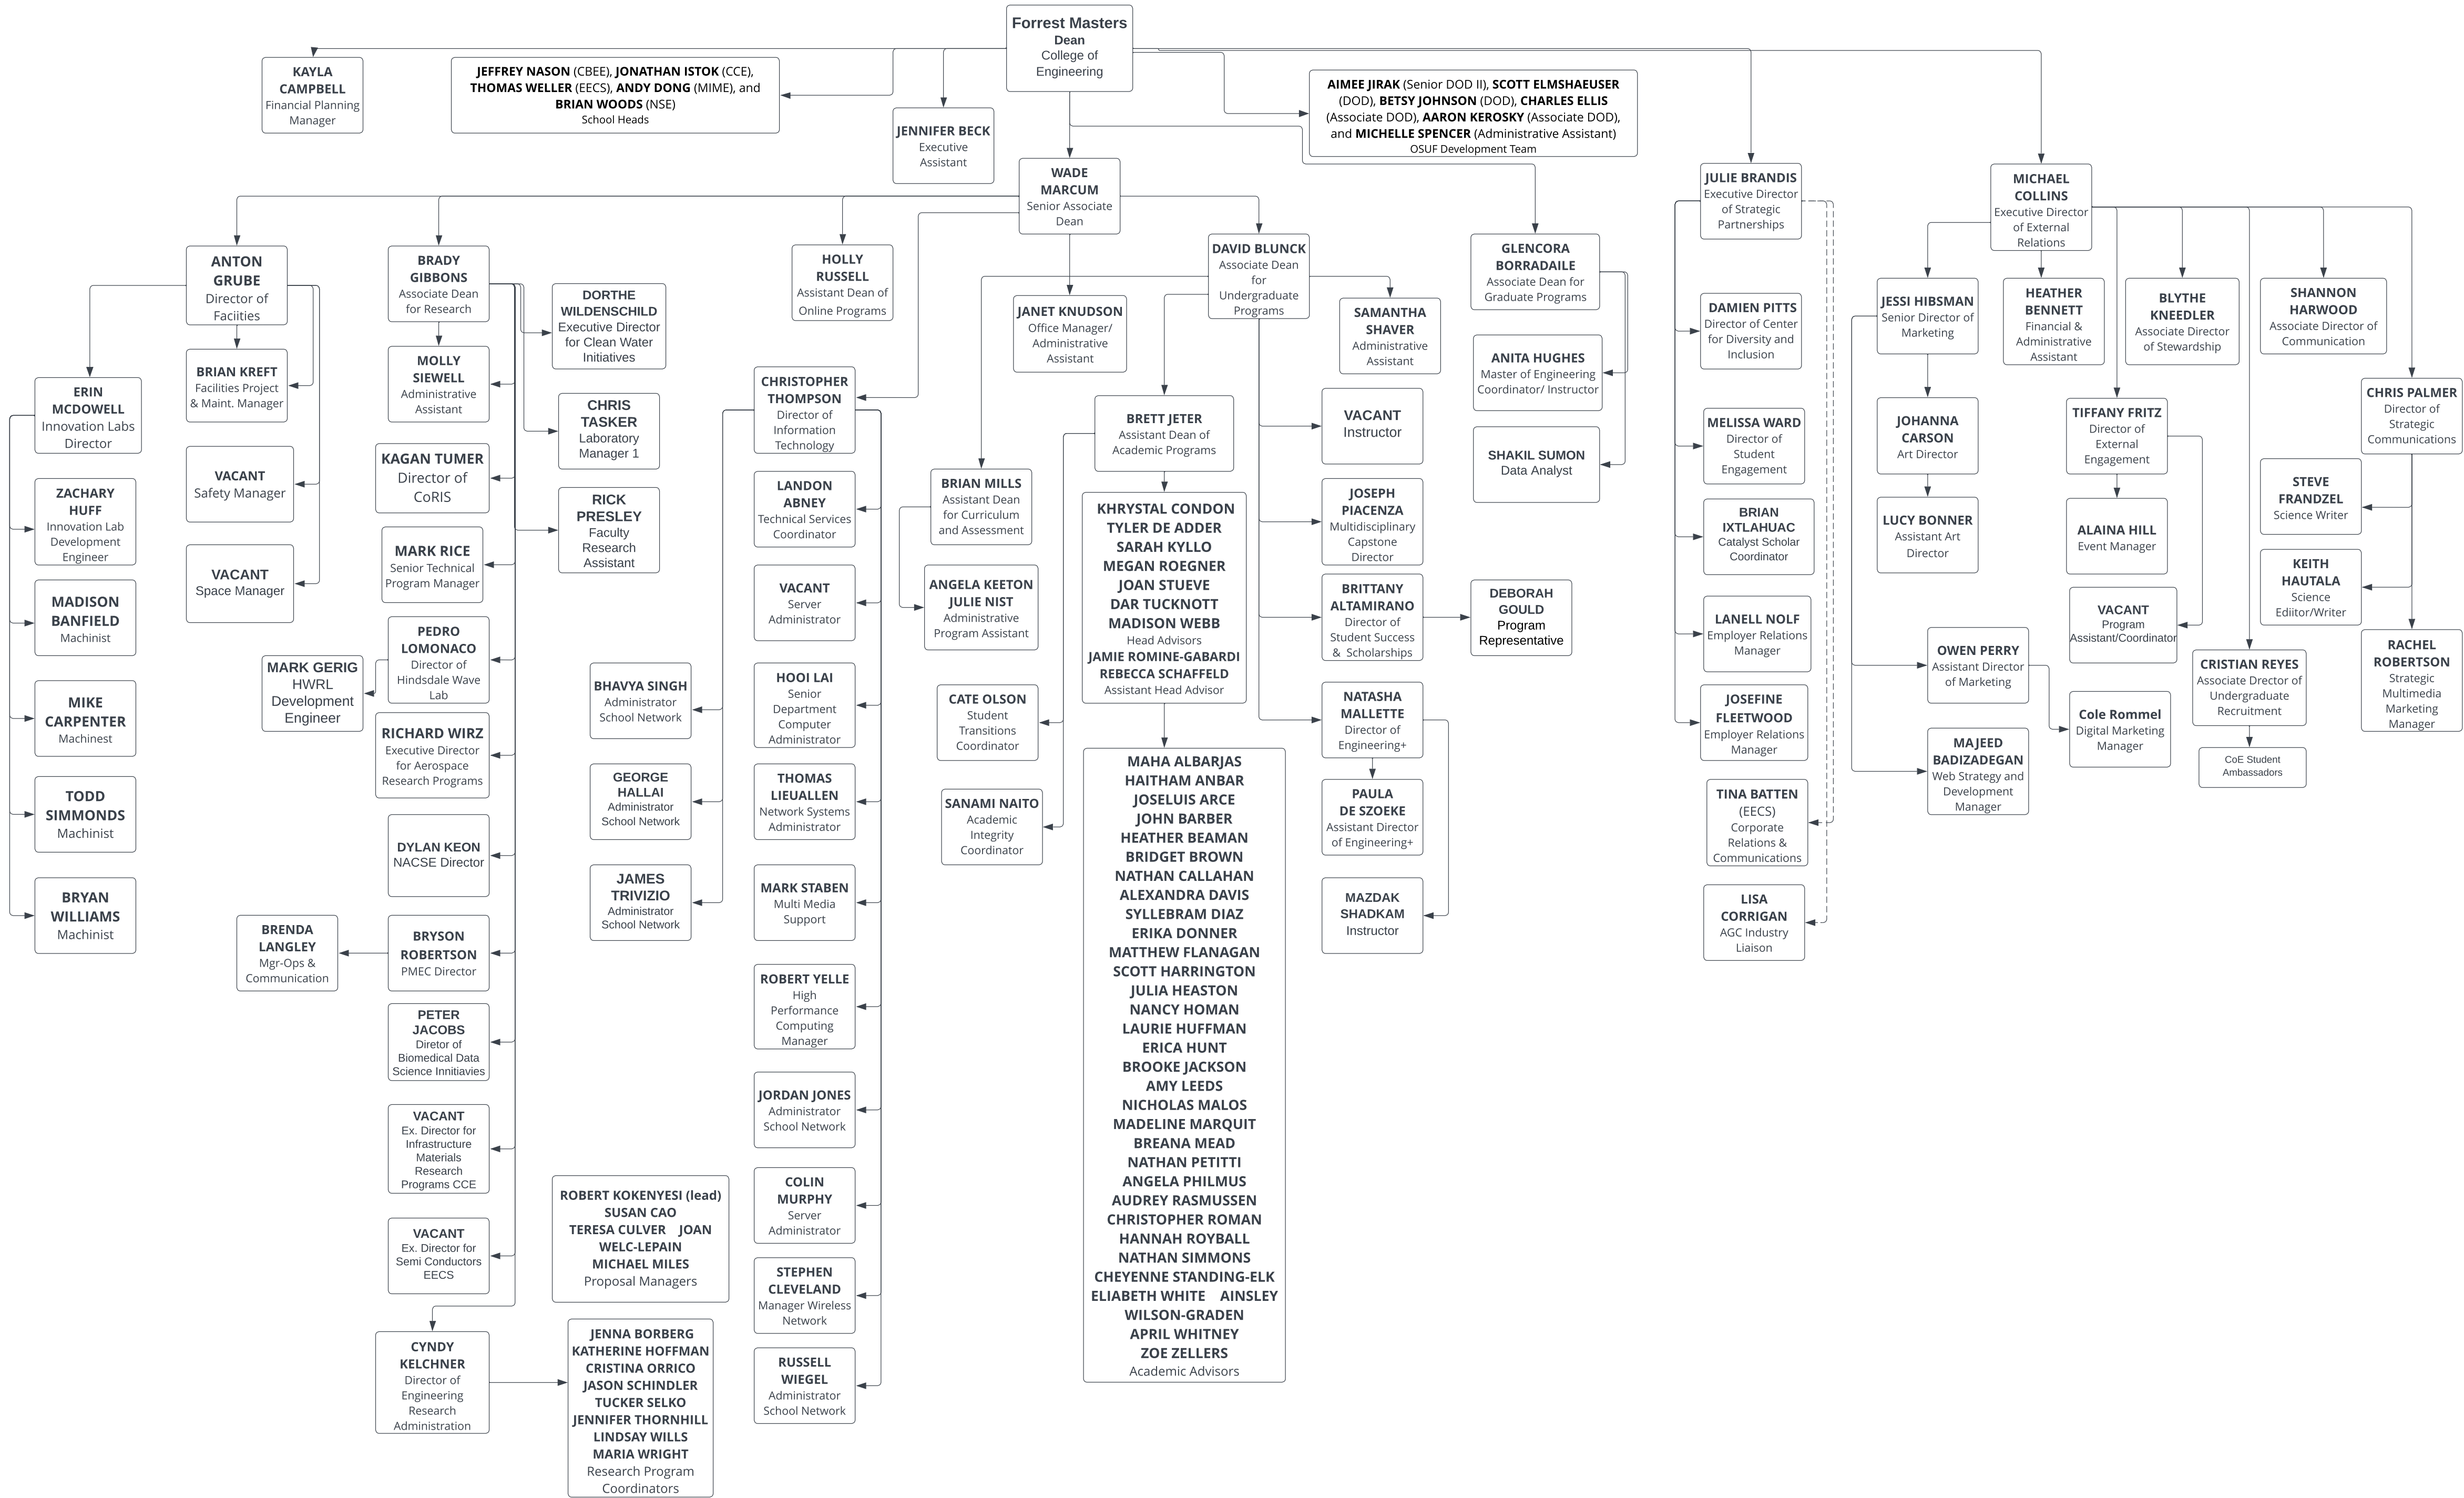 Forrest Masters
Dean
College of
Engineering
KAYLA
CAMPBELL
Financial Planning
Manager
JEFFREY NASON (CBEE), JONATHAN ISTOK (CCE),
THOMAS WELLER (EECS), ANDY DONG (MIME), and
BRIAN WOODS (NSE)
School Heads
JENNIFER BECK
Executive
Assistant
AIMEE JIRAK (Senior DOD II), SCOTT ELMSHAEUSER
(DOD), BETSY JOHNSON (DOD), CHARLES ELLIS
(Associate DOD), AARON KEROSKY (Associate DOD),
and MICHELLE SPENCER (Administrative Assistant)
OSUF Development Team
WADE
MARCUM
Senior Associate
Dean
JULIE BRANDIS
Executive Director
of Strategic
Partnerships
MICHAEL
COLLINS
Executive Director
of External
Relations
ANTON
GRUBE
Director of
Faciities
BRADY
GIBBONS
Associate Dean
for Research
HOLLY
RUSSELL
Assistant Dean of
Online Programs
DAVID BLUNCK
Associate Dean
for
Undergraduate
Programs
GLENCORA
BORRADAILE
Associate Dean for
Graduate Programs
DORTHE
WILDENSCHILD
Executive Director
for Clean Water
Initiatives
JANET KNUDSON
Office Manager/
Administrative
Assistant
SAMANTHA
SHAVER
Administrative
Assistant
DAMIEN PITTS
Director of Center
for Diversity and
Inclusion
JESSI HIBSMAN
Senior Director of
Marketing
HEATHER
BENNETT
Financial &
Administrative
Assistant
BLYTHE
KNEEDLER
Associate Director
of Stewardship
SHANNON
HARWOOD
Associate Director of
Communication
BRIAN KREFT
Facilities Project
& Maint. Manager
MOLLY
SIEWELL
Administrative
Assistant
ANITA HUGHES
Master of Engineering
Coordinator/ Instructor
ERIN
MCDOWELL
Innovation Labs
Director
CHRIS
TASKER
Laboratory
Manager 1
CHRISTOPHER
THOMPSON
Director of
Information
Technology
BRETT JETER
Assistant Dean of
Academic Programs
VACANT
Instructor
MELISSA WARD
Director of
Student
Engagement
JOHANNA
CARSON
Art Director
TIFFANY FRITZ
Director of
External
Engagement
CHRIS PALMER
Director of
Strategic
Communications
VACANT
Safety Manager
KAGAN TUMER
Director of
CoRIS
SHAKIL SUMON
Data Analyst
ZACHARY
HUFF
Innovation Lab
Development
Engineer
RICK
PRESLEY
Faculty
Research
Assistant
LANDON
ABNEY
Technical Services
Coordinator
BRIAN MILLS
Assistant Dean
for Curriculum
and Assessment
KHRYSTAL CONDON
TYLER DE ADDER
SARAH KYLLO
MEGAN ROEGNER
JOAN STUEVE
DAR TUCKNOTT
MADISON WEBB
Head Advisors
JAMIE ROMINE-GABARDI
REBECCA SCHAFFELD
Assistant Head Advisor
JOSEPH
PIACENZA
Multidisciplinary
Capstone
Director
BRIAN
IXTLAHUAC
Catalyst Scholar
Coordinator
LUCY BONNER
Assistant Art
Director
ALAINA HILL
Event Manager
STEVE
FRANDZEL
Science Writer
VACANT
Space Manager
MARK RICE
Senior Technical
Program Manager
VACANT
Server
Administrator
ANGELA KEETON
JULIE NIST
Administrative
Program Assistant
BRITTANY
ALTAMIRANO
Director of
Student Success
&  Scholarships
DEBORAH
GOULD
Program
Representative
KEITH
HAUTALA
Science
Ediitor/Writer
MADISON
BANFIELD
Machinist
PEDRO
LOMONACO
Director of
Hindsdale Wave
Lab
MARK GERIG
HWRL
Development
Engineer
LANELL NOLF
Employer Relations
Manager
VACANT
Program
Assistant/Coordinator
OWEN PERRY
Assistant Director
of Marketing
CRISTIAN REYES
Associate Drector of
Undergraduate
Recruitment
RACHEL
ROBERTSON
Strategic
Multimedia
Marketing
Manager
MIKE
CARPENTER
Machinest
RICHARD WIRZ
Executive Director
for Aerospace
Research Programs
BHAVYA SINGH
Administrator
School Network
HOOI LAI
Senior
Department
Computer
Administrator
CATE OLSON
Student
Transitions
Coordinator
NATASHA
MALLETTE
Director of
Engineering+
JOSEFINE
FLEETWOOD
Employer Relations
Manager
Cole Rommel
Digital Marketing
Manager
MAJEED
BADIZADEGAN
Web Strategy and
Development
Manager
CoE Student
Ambassadors
TODD
SIMMONDS
Machinist
GEORGE
HALLAI
Administrator
School Network
THOMAS
LIEUALLEN
Network Systems
Administrator
SANAMI NAITO
Academic
Integrity
Coordinator
MAHA ALBARJAS
HAITHAM ANBAR
JOSELUIS ARCE
JOHN BARBER
HEATHER BEAMAN
BRIDGET BROWN
NATHAN CALLAHAN
ALEXANDRA DAVIS
SYLLEBRAM DIAZ
ERIKA DONNER
MATTHEW FLANAGAN
SCOTT HARRINGTON
JULIA HEASTON
NANCY HOMAN
LAURIE HUFFMAN
ERICA HUNT
BROOKE JACKSON
AMY LEEDS
NICHOLAS MALOS
MADELINE MARQUIT
BREANA MEAD
NATHAN PETITTI
ANGELA PHILMUS
AUDREY RASMUSSEN
CHRISTOPHER ROMAN
HANNAH ROYBALL
NATHAN SIMMONS
CHEYENNE STANDING-ELK
ELIABETH WHITE    AINSLEY
WILSON-GRADEN
APRIL WHITNEY
ZOE ZELLERS
Academic Advisors
PAULA
DE SZOEKE
Assistant Director
of Engineering+
TINA BATTEN
(EECS)
Corporate
Relations &
Communications
DYLAN KEON
NACSE Director
BRYAN
WILLIAMS
Machinist
JAMES
TRIVIZIO
Administrator
School Network
MARK STABEN
Multi Media
Support
MAZDAK
SHADKAM
Instructor
LISA
CORRIGAN
AGC Industry
Liaison
BRENDA
LANGLEY
Mgr-Ops &
Communication
BRYSON
ROBERTSON
PMEC Director
ROBERT YELLE
High
Performance
Computing
Manager
PETER
JACOBS
Diretor of
Biomedical Data
Science Innitiavies
JORDAN JONES
Administrator
School Network
VACANT
Ex. Director for
Infrastructure
Materials
Research
Programs CCE
ROBERT KOKENYESI (lead)
SUSAN CAO
TERESA CULVER    JOAN
WELC-LEPAIN
MICHAEL MILES
Proposal Managers
COLIN
MURPHY
Server
Administrator
VACANT
Ex. Director for
Semi Conductors
EECS
STEPHEN
CLEVELAND
Manager Wireless
Network
CYNDY
KELCHNER
Director of
Engineering
Research
Administration
JENNA BORBERG
KATHERINE HOFFMAN
CRISTINA ORRICO
JASON SCHINDLER
TUCKER SELKO
JENNIFER THORNHILL
LINDSAY WILLS
MARIA WRIGHT
Research Program
Coordinators
RUSSELL
WIEGEL
Administrator
School Network